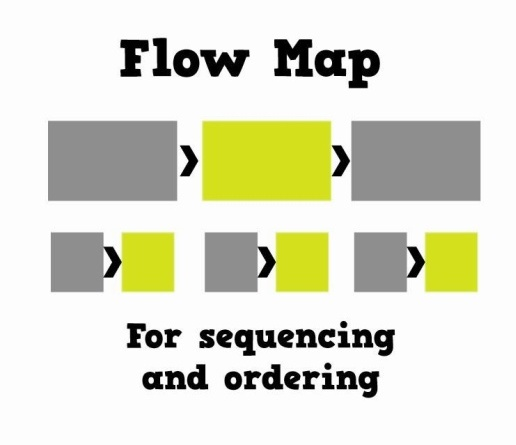 Flow Map
For sequencing
and ordering